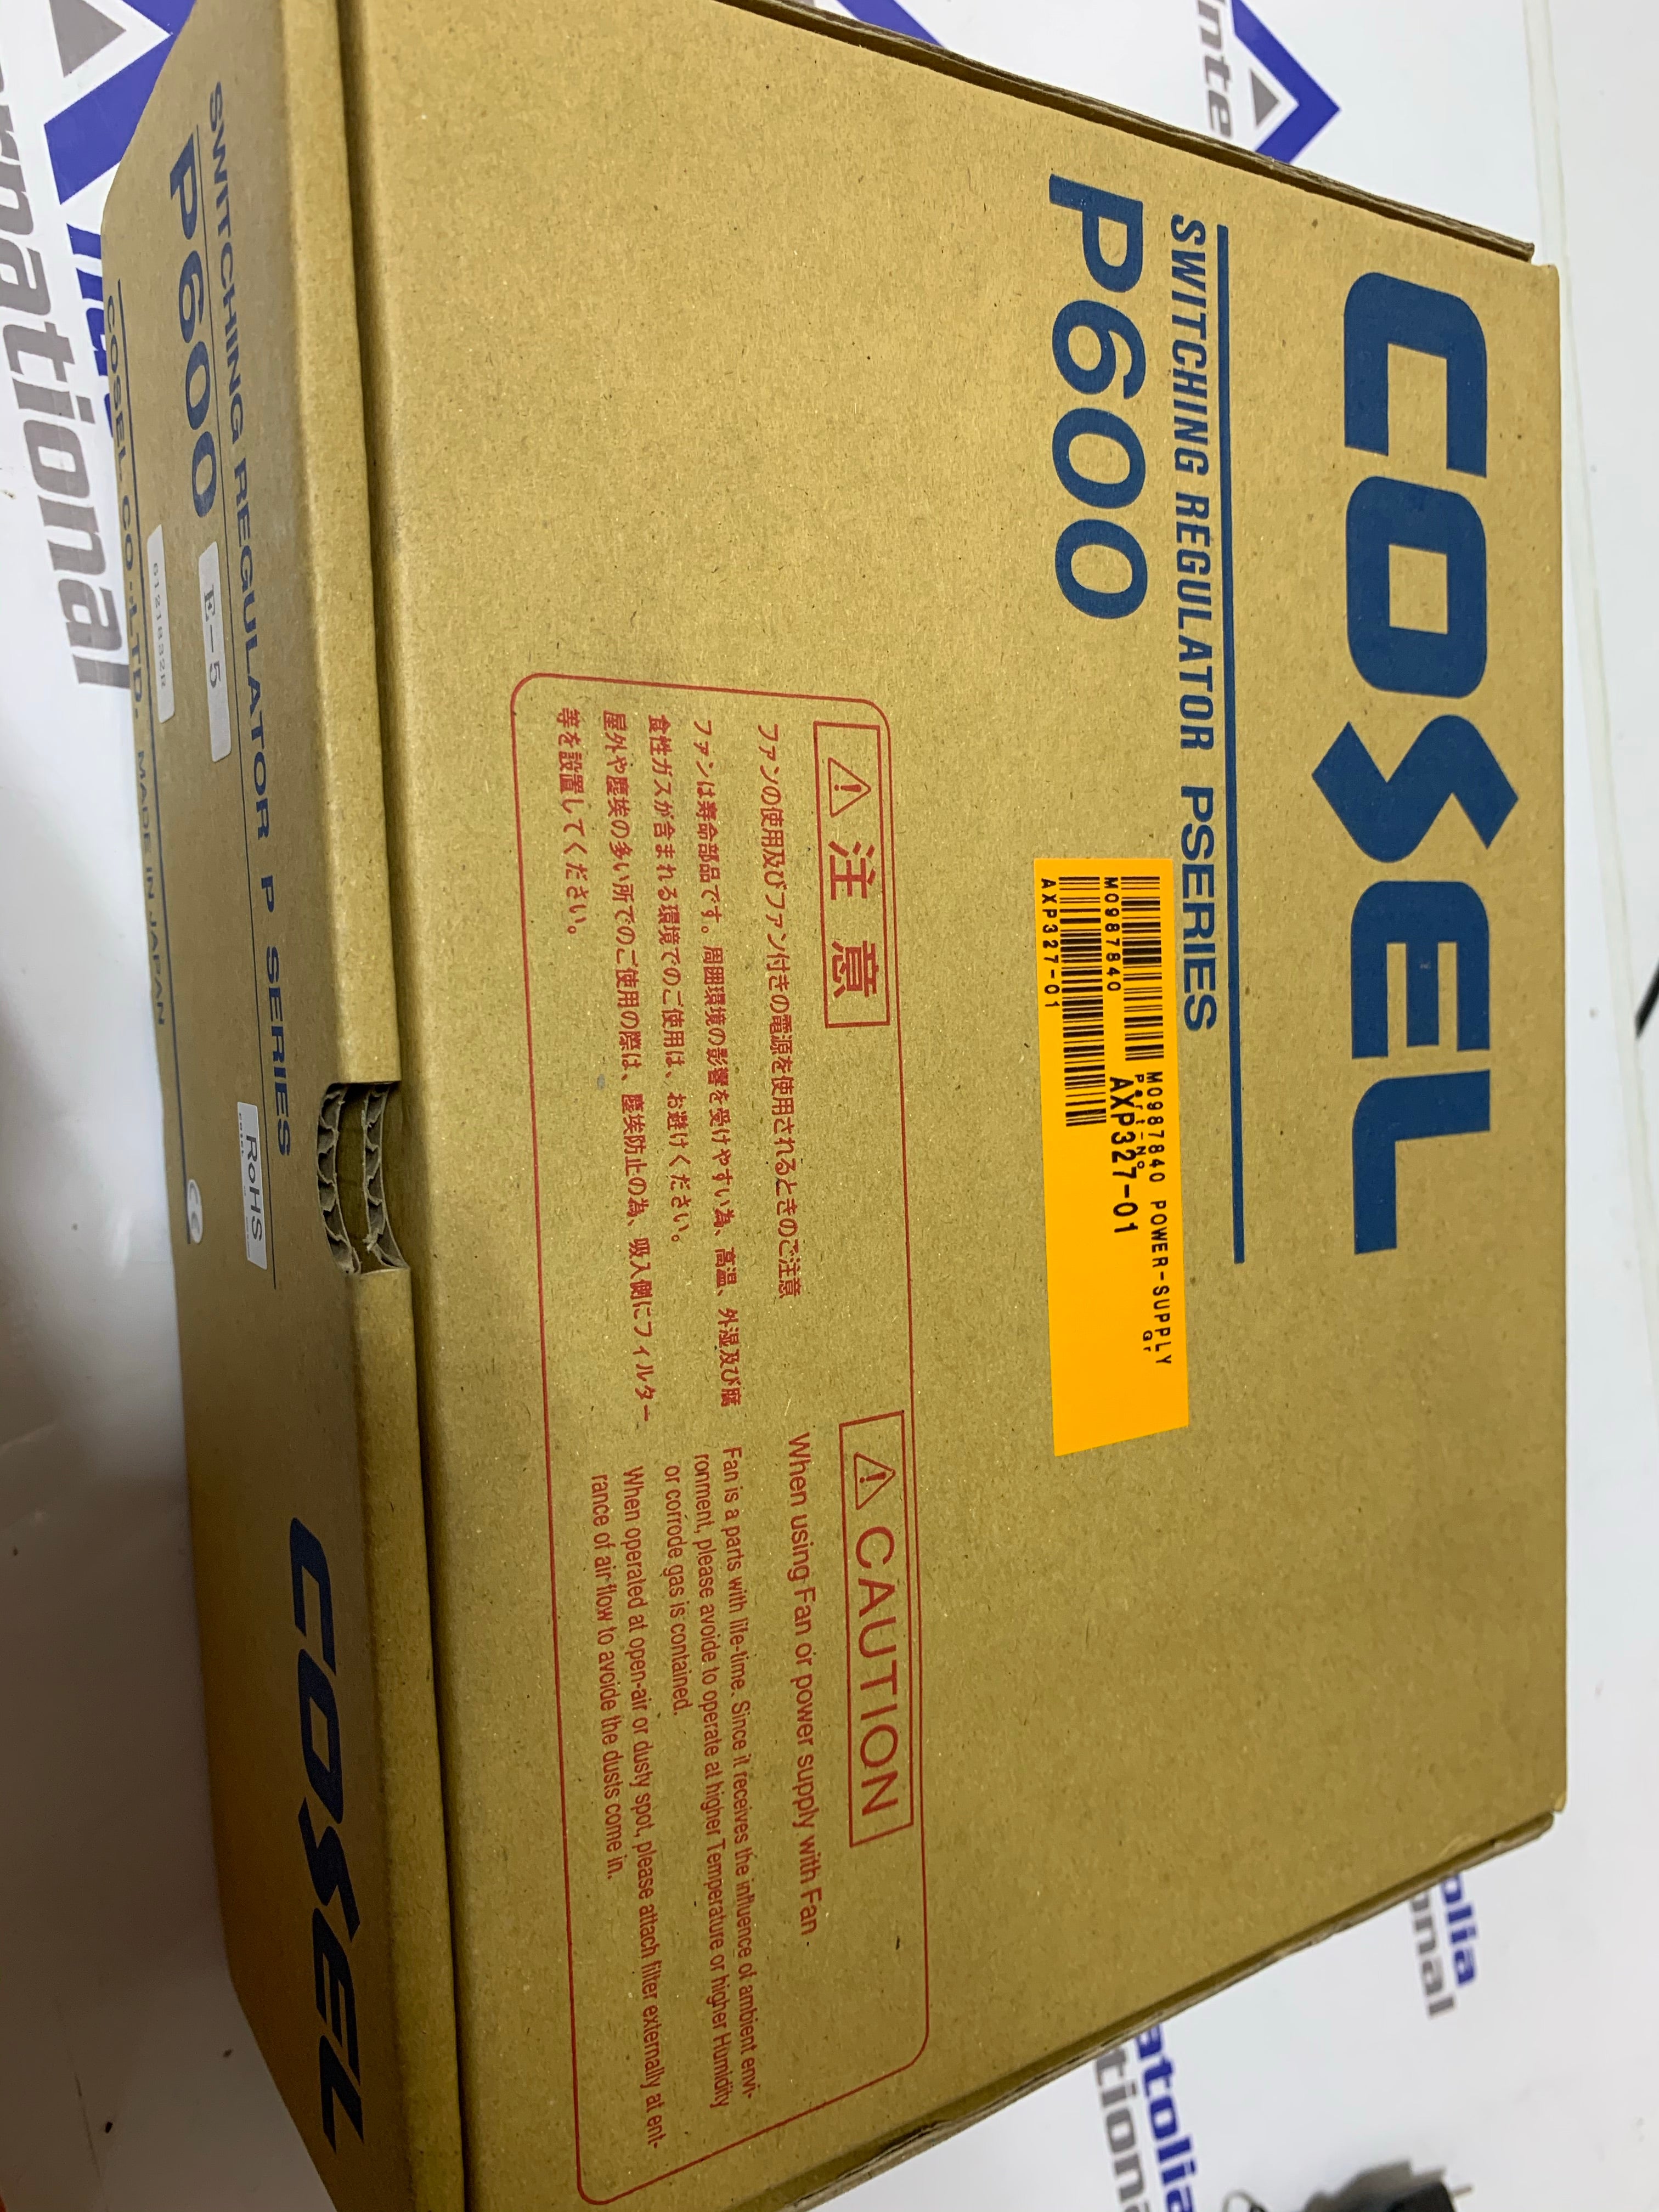 COSEL
SWITCHING REGULATOR PSERIES
P600
M0987840 POWER-SUPPLY
Gr
Part-No
M0987840
AXP327-01
AXP327-01
注 意
ファンの使用及びファン付きの電源を使用されるときのご注意
ファンは寿命部品です。周囲環境の影響を受けやすい為、高温、外湿及び腐
食性ガスが含まれる環境でのご使用は、お避けください。
屋外や塵埃の多い所でのご使用の際は、塵埃防止の為、吸入側にフィルター
等を設置してください。
CAUTION
When using Fan or power supply with Fan
Fan is a parts with life-time. Since it receives the influence of ambient envi-
ronment, please avoide to operate at higher Temperature or higher Humidity
or corrode gas is contained.
When operated at open-air or dusty spot, please attach filter externally at ent-
rance of air flow to avoide the dusts come in.
SWITCHING REGULATOR P SERIES
P600
E-5
RoHS
COSEL CO.,LTD. MADE IN JAPAN
CE
COSEL
rnational
inte
olia
nal
atolia
tiona